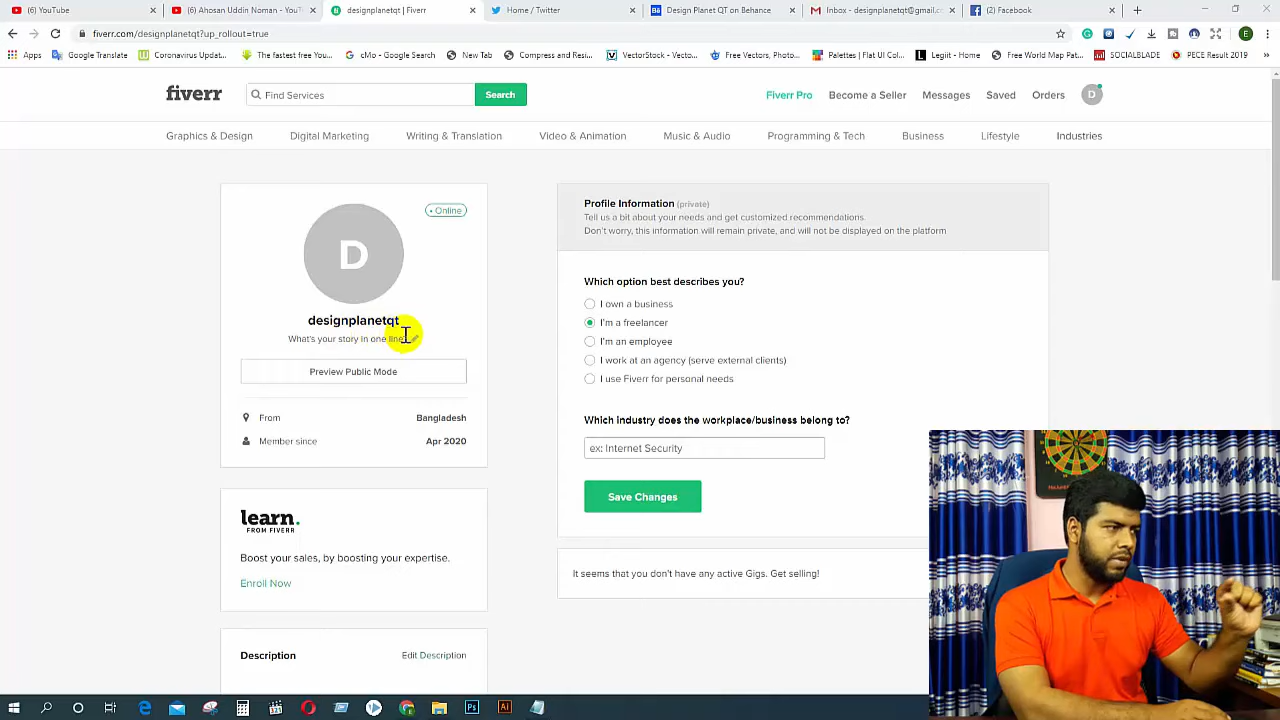 (6) YouTube
(6) Ahosan Uddin Noman - YouT
designplanetqt | Fiverr
Home / Twitter
Design Planet QT on Behance
Inbox - designplanetqt@gmail.c
(2) Facebook
fiverr.com/designplanetqt?up_rollout=true
E
Apps
Google Translate
Coronavirus Updat...
The fastest free You...
cMo - Google Search
New Tab
Compress and Resi...
VectorStock - Vecto...
Free Vectors, Photo...
Palettes | Flat UI Col...
Legiit - Home
Free World Map Pat...
SOCIALBLADE
PECE Result 2019
fiverr
Find Services
Search
Fiverr Pro
Become a Seller
Messages
Saved
Orders
D
Graphics & Design
Digital Marketing
Writing & Translation
Video & Animation
Music & Audio
Programming & Tech
Business
Lifestyle
Industries
• Online
D
designplanetqt
What's your story in one line?
Preview Public Mode
From
Bangladesh
Member since
Apr 2020
learn.
FROM FIVERR
Boost your sales, by boosting your expertise.
Enroll Now
Description
Edit Description
Profile Information (private)
Tell us a bit about your needs and get customized recommendations.
Don't worry, this information will remain private, and will not be displayed on the platform
Which option best describes you?
I own a business
I'm a freelancer
I'm an employee
I work at an agency (serve external clients)
I use Fiverr for personal needs
Which industry does the workplace/business belong to?
ex: Internet Security
Save Changes
It seems that you don't have any active Gigs. Get selling!
Ps
Ai